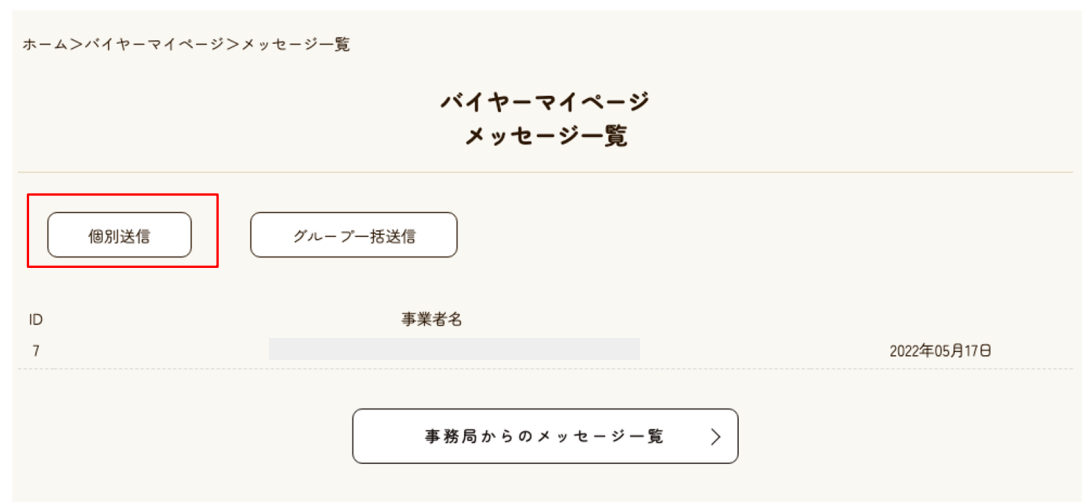 ホーム＞バイヤーマイページ＞メッセージ一覧
バイヤーマイページ
メッセージ一覧
個別送信 グループ一括送信
ID 事業者名
7 2022年05月17日
事務局からのメッセージ一覧